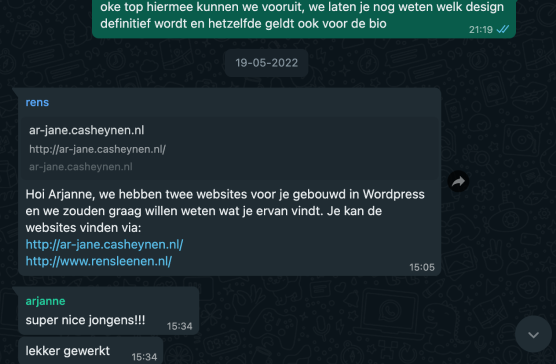 oke top hiermee kunnen we vooruit, we laten je nog weten welk design
definitief wordt en hetzelfde geldt ook voor de bio
21:19
19-05-2022
rens
ar-jane.casheynen.nl
http://ar-jane.casheynen.nl/
ar-jane.casheynen.nl
Hoi Arjanne, we hebben twee websites voor je gebouwd in Wordpress
en we zouden graag willen weten wat je ervan vindt. Je kan de
websites vinden via:
http://ar-jane.casheynen.nl/
http://www.rensleenen.nl/
15:05
arjanne
super nice jongens!!!
15:34
lekker gewerkt
15:34